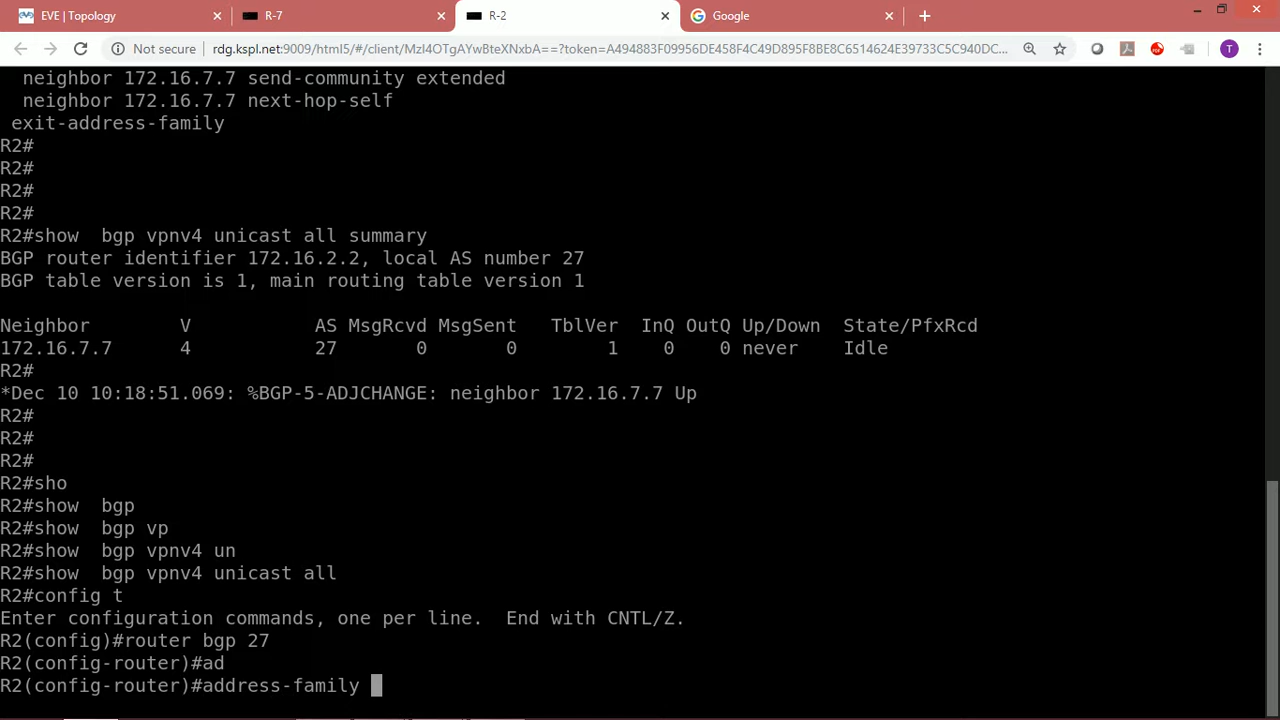 EVE | Topology
R-7
R-2
Google
Not secure
rdg.kspl.net:9009/html5/#/client/MzI4OTgAYwBteXNxbA==?token=A494883F09956DE458F4C49D895F8BE8C6514624E39733C5C940DC...
T
neighbor 172.16.7.7 send-community extended
neighbor 172.16.7.7 next-hop-self
exit-address-family
R2#
R2#
R2#
R2#
R2#show  bgp vpnv4 unicast all summary
BGP router identifier 172.16.2.2, local AS number 27
BGP table version is 1, main routing table version 1
Neighbor        V           AS MsgRcvd MsgSent   TblVer  InQ OutQ Up/Down  State/PfxRcd
172.16.7.7      4           27       0       0        1    0    0 never    Idle
R2#
*Dec 10 10:18:51.069: %BGP-5-ADJCHANGE: neighbor 172.16.7.7 Up
R2#
R2#
R2#
R2#sho
R2#show  bgp
R2#show  bgp vp
R2#show  bgp vpnv4 un
R2#show  bgp vpnv4 unicast all
R2#config t
Enter configuration commands, one per line.  End with CNTL/Z.
R2(config)#router bgp 27
R2(config-router)#ad
R2(config-router)#address-family